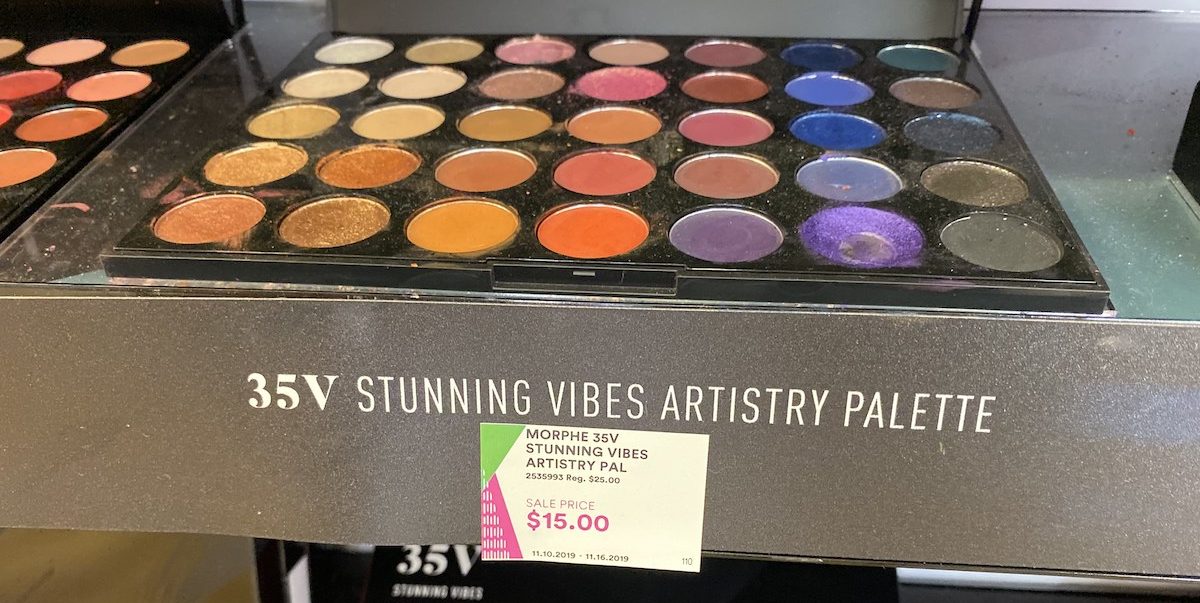 35V STUNNING VIBES ARTISTRY PALETTE
MORPHE 35V
STUNNING VIBES
ARTISTRY PAL
2535993 Reg. $25.00
SALE PRICE
$15.00
11.10.2019 - 11.16.2019
110
35V
STUNNING VIBES